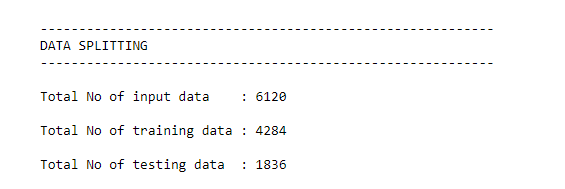 -----------------------------------------------------------
DATA SPLITTING
-----------------------------------------------------------
Total No of input data    : 6120
Total No of training data : 4284
Total No of testing data  : 1836